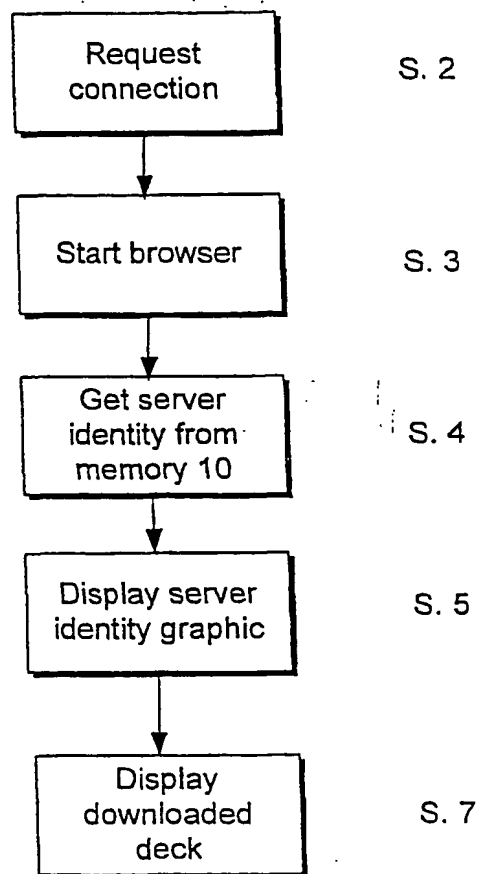 Request
connection
S. 2
Start browser
S. 3
Get server
identity from
memory 10
S. 4
Display server
identity graphic
S. 5
Display
downloaded
deck
S. 7